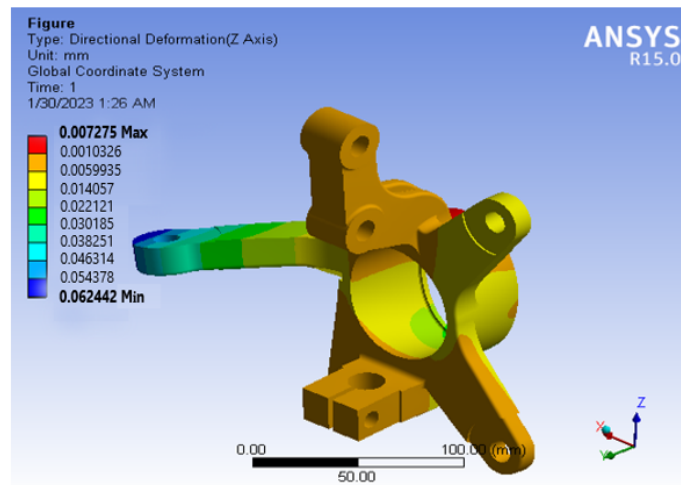 Figure
Type: Directional Deformation(Z Axis)
Unit: mm
Global Coordinate System
Time: 1
1/30/2023 1:26 AM
ANSYS
R15.0
0.007275 Max
0.0010326
0.0059935
0.014057
0.022121
0.030185
0.038251
0.046314
0.054378
0.062442 Min
0.00
100.00 (mm)
50.00
Z
X
Y